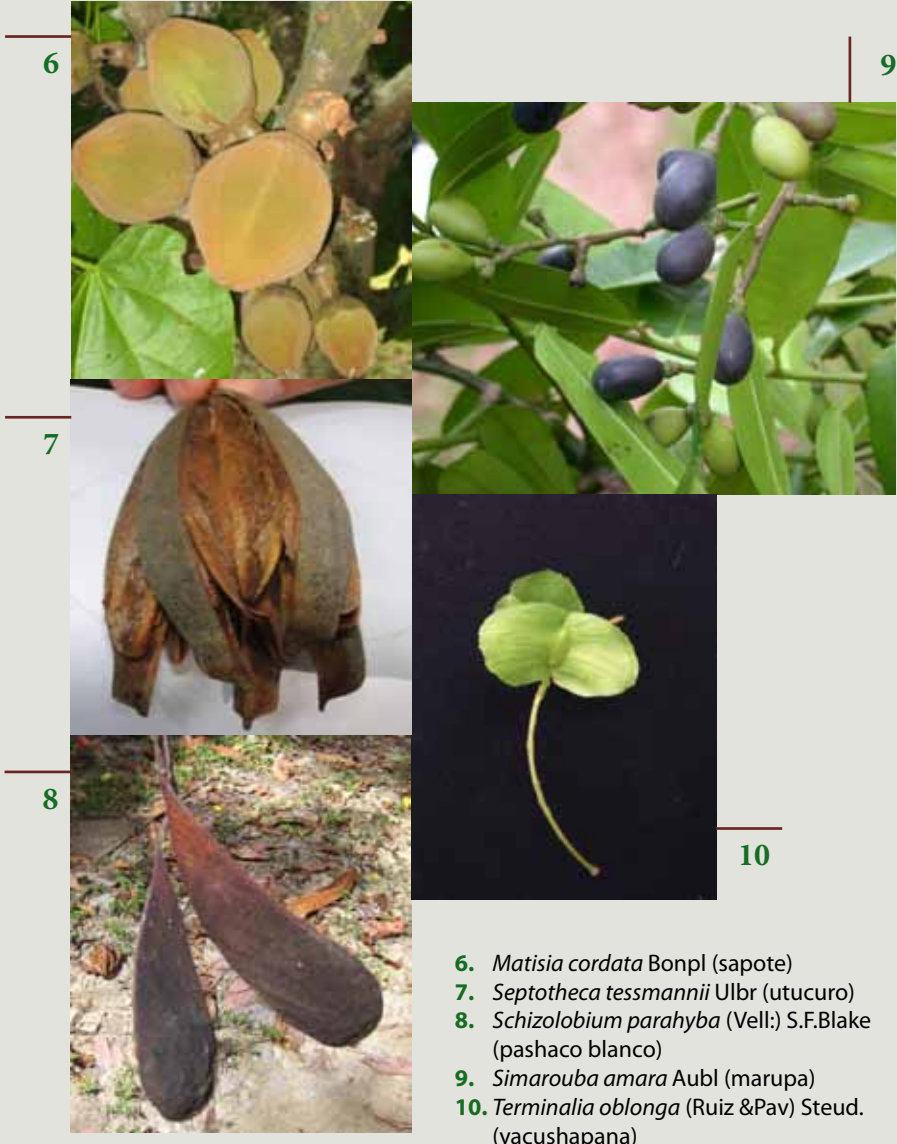 6
9
7
8
10
6. Matisia cordata Bonpl (sapote)
7. Septotheca tessmannii Ulbr (utucuro)
8. Schizolobium parahyba (Vell:) S.F.Blake
(pashaco blanco)
9. Simarouba amara Aubl (marupa)
10. Terminalia oblonga (Ruiz &Pav) Steud.
(yacushapana)